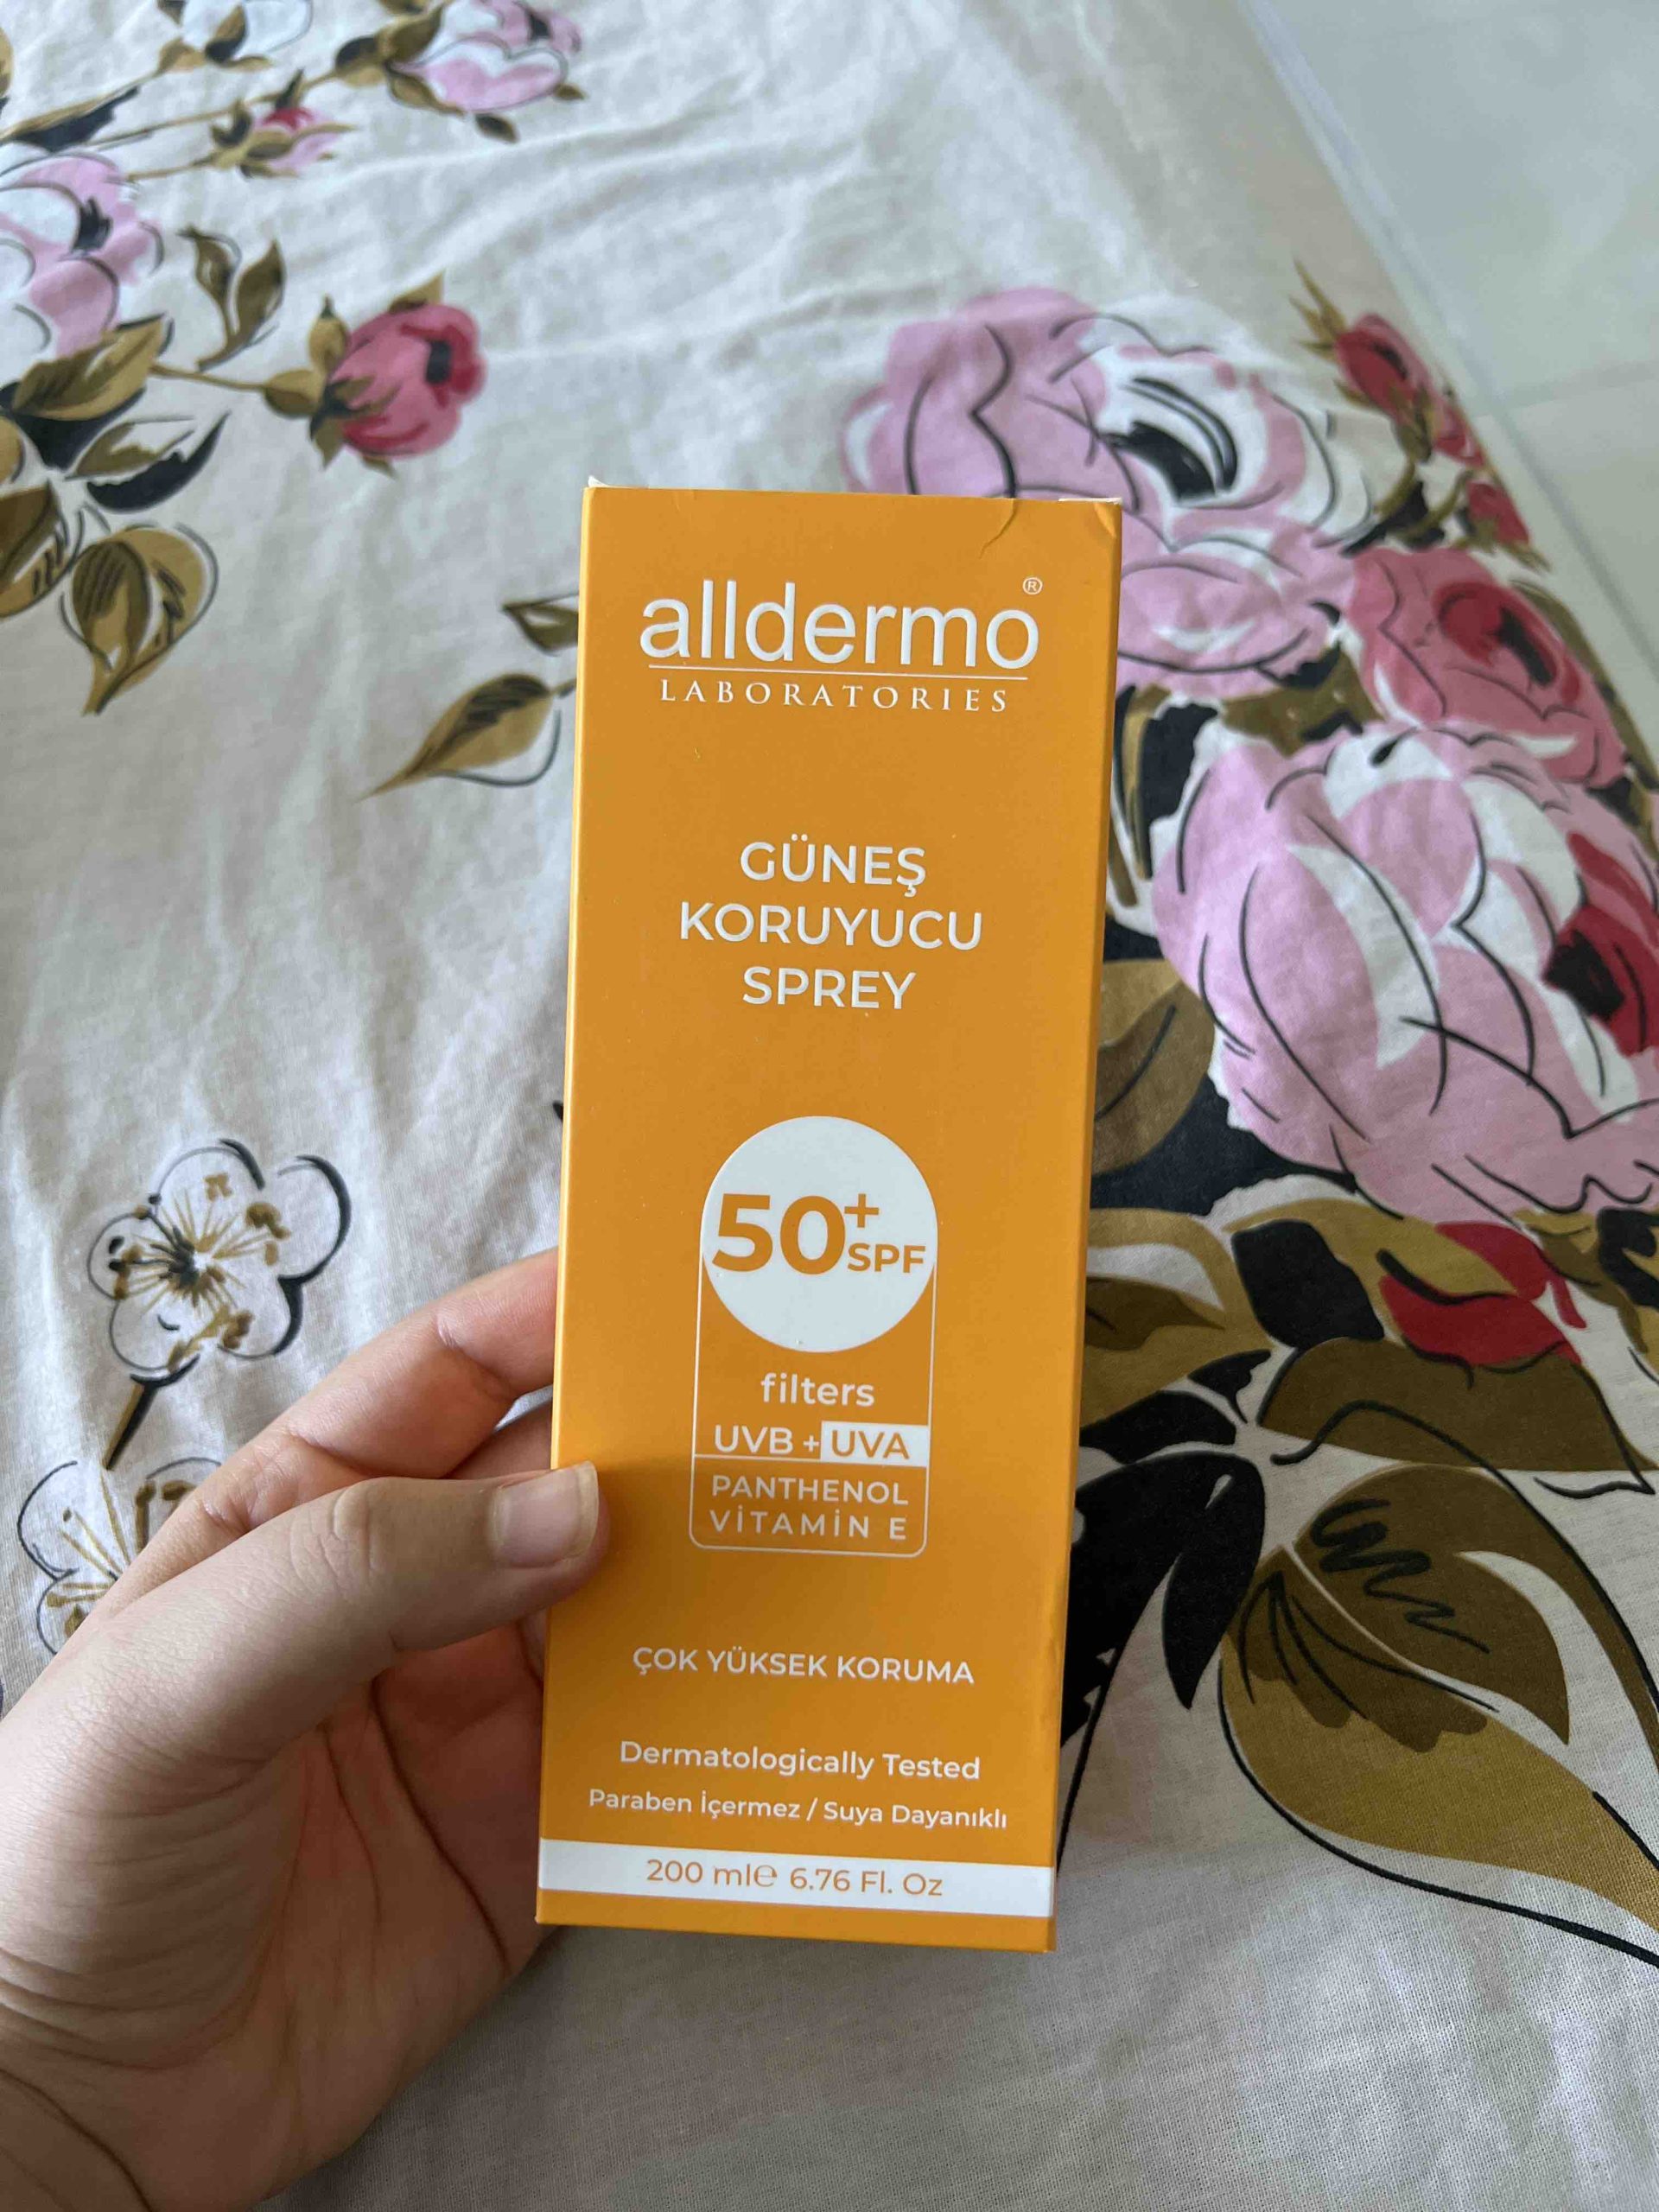 alldermo®
LABORATORIES
GÜNEŞ
KORUYUCU
SPREY
50+ SPF
filters
UVB + UVA
PANTHENOL
VİTAMİN E
ÇOK YÜKSEK KORUMA
Dermatologically Tested
Paraben İçermez / Suya Dayanıklı
200 ml℮ 6.76 Fl. Oz